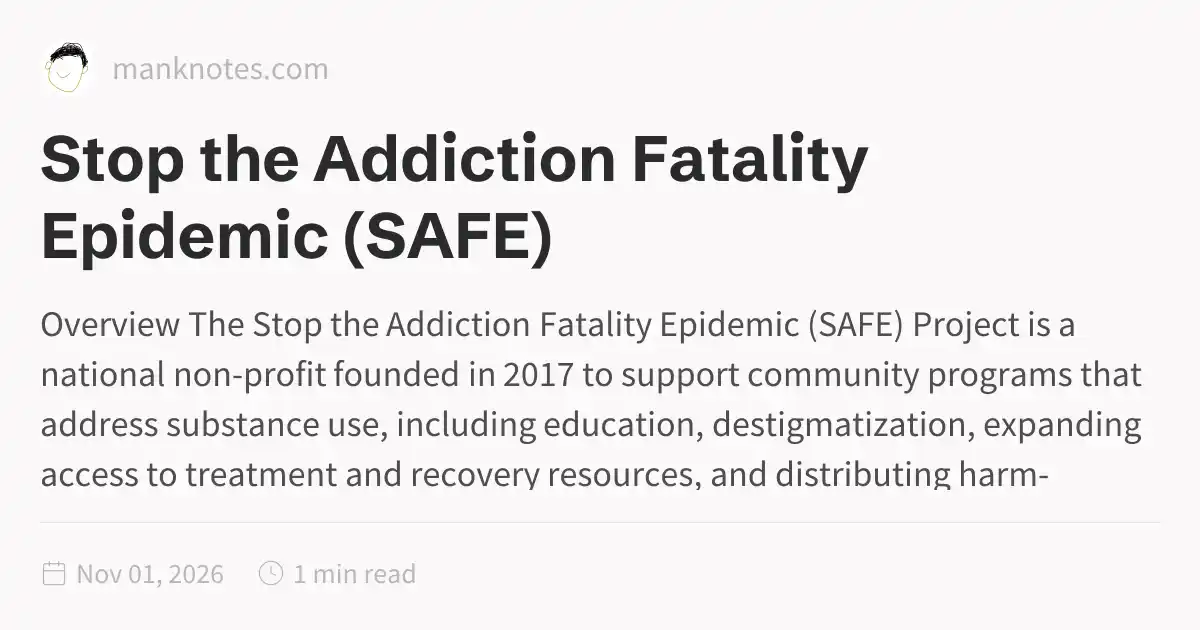 manknotes.com
Stop the Addiction Fatality
Epidemic (SAFE)
Overview The Stop the Addiction Fatality Epidemic (SAFE) Project is a
national non-profit founded in 2017 to support community programs that
address substance use, including education, destigmatization, expanding
access to treatment and recovery resources, and distributing harm-
Nov 01, 2026
1 min read